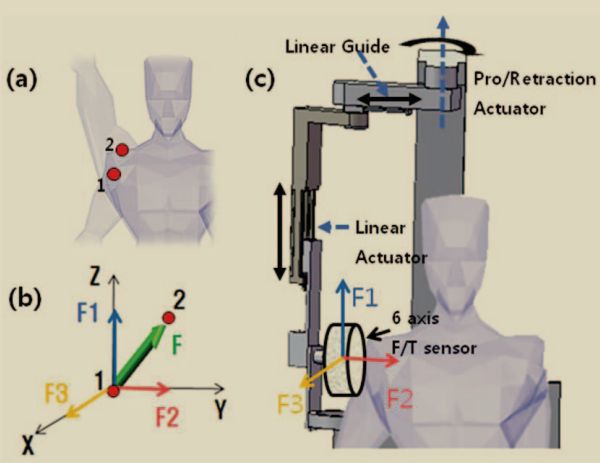 (a)
2
1
(b)
Z
F1
2
F
F3
1
F2
Y
X
(c)
Linear Guide
Pro/Retraction
Actuator
Linear
Actuator
F1
6 axis
F/T sensor
F3
F2